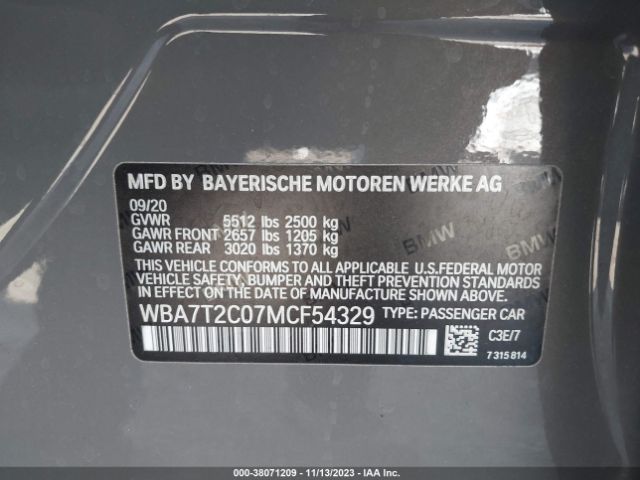 MFD BY BAYERISCHE MOTOREN WERKE AG
09/20
GVWR 5512 lbs 2500 kg
GAWR FRONT 2657 lbs 1205 kg
GAWR REAR 3020 lbs 1370 kg
THIS VEHICLE CONFORMS TO ALL APPLICABLE U.S.FEDERAL MOTOR
VEHICLE SAFETY, BUMPER AND THEFT PREVENTION STANDARDS
IN EFFECT ON THE DATE OF MANUFACTURE SHOWN ABOVE.
WBA7T2C07MCF54329 TYPE: PASSENGER CAR
C3E/7
7 315 814
BMW
000-38071209 - 11/13/2023 - IAA Inc.